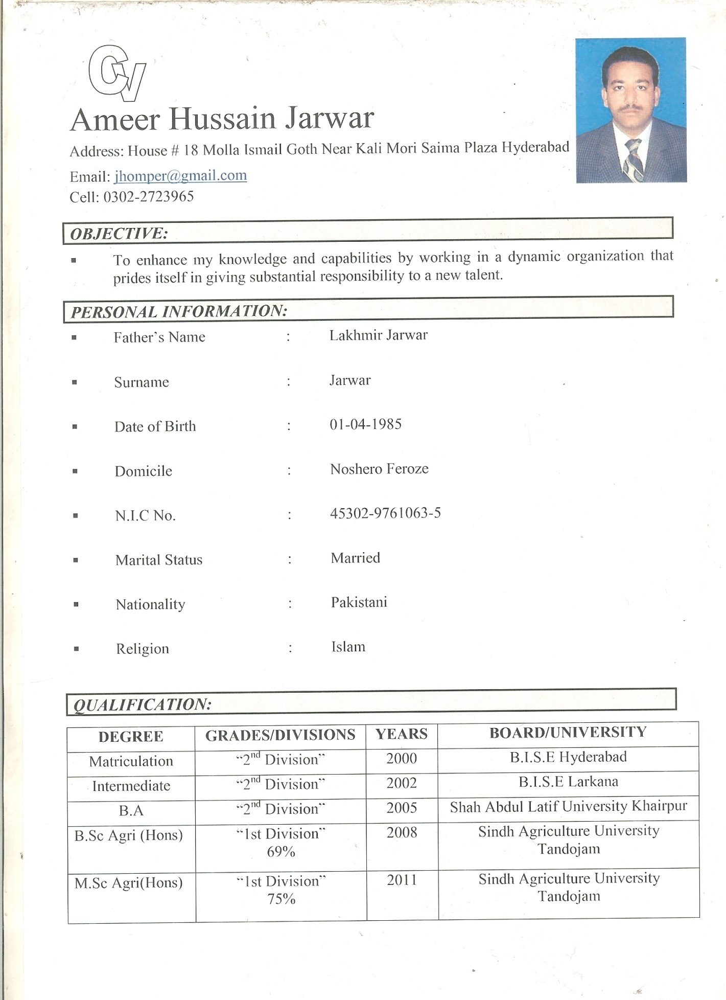 CV
Ameer Hussain Jarwar
Address: House # 18 Molla Ismail Goth Near Kali Mori Saima Plaza Hyderabad
Email: jhomper@gmail.com
Cell: 0302-2723965
OBJECTIVE:
▪ To enhance my knowledge and capabilities by working in a dynamic organization that
prides itself in giving substantial responsibility to a new talent.
PERSONAL INFORMATION:
▪ Father's Name : Lakhmir Jarwar
▪ Surname : Jarwar
▪ Date of Birth : 01-04-1985
▪ Domicile : Noshero Feroze
▪ N.I.C No. : 45302-9761063-5
▪ Marital Status : Married
▪ Nationality : Pakistani
▪ Religion : Islam
QUALIFICATION:
DEGREE GRADES/DIVISIONS YEARS BOARD/UNIVERSITY
Matriculation "2nd Division" 2000 B.I.S.E Hyderabad
Intermediate "2nd Division" 2002 B.I.S.E Larkana
B.A "2nd Division" 2005 Shah Abdul Latif University Khairpur
B.Sc Agri (Hons) "1st Division" 2008 Sindh Agriculture University
69% Tandojam
M.Sc Agri(Hons) "1st Division" 2011 Sindh Agriculture University
75% Tandojam